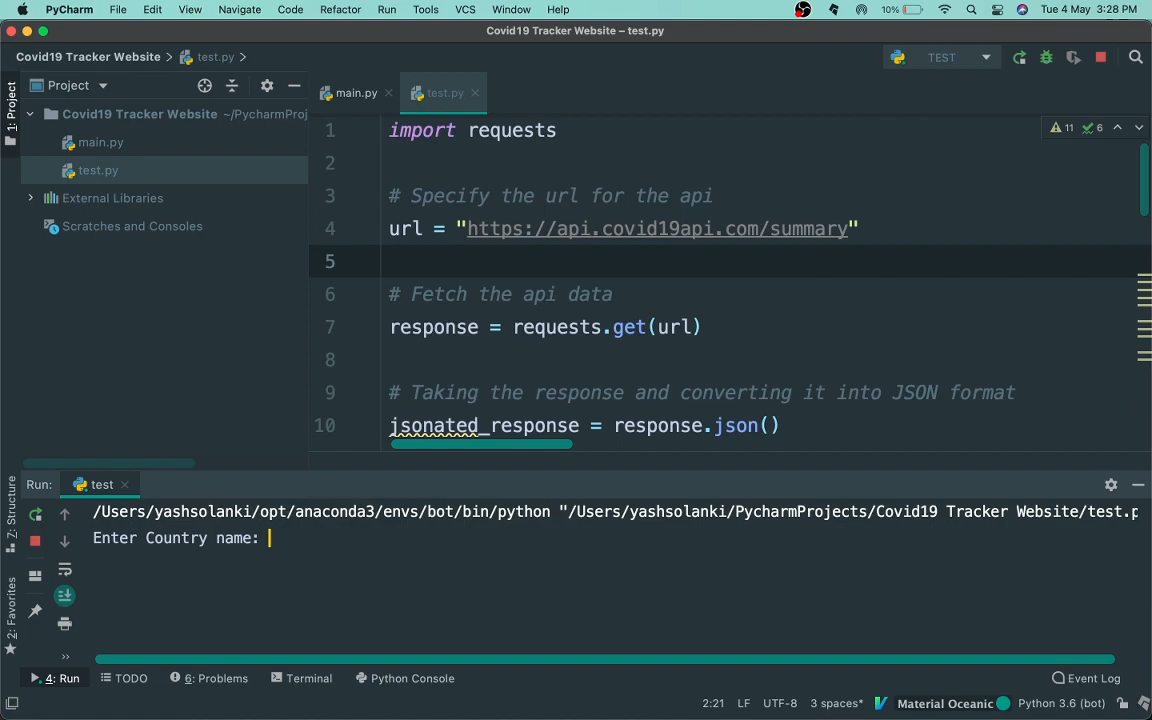 PyCharm File Edit View Navigate Code Refactor Run Tools VCS Window Help 10% Tue 4 May 3:28 PM
Covid19 Tracker Website – test.py
Covid19 Tracker Website test.py TEST
1: Project
Project
main.py test.py
Covid19 Tracker Website ~/PycharmProj
main.py
test.py
External Libraries
Scratches and Consoles
11 6
1 import requests
2
3 # Specify the url for the api
4 url = "https://api.covid19api.com/summary"
5
6 # Fetch the api data
7 response = requests.get(url)
8
9 # Taking the response and converting it into JSON format
10 jsonated_response = response.json()
Run: test
/Users/yashsolanki/opt/anaconda3/envs/bot/bin/python "/Users/yashsolanki/PycharmProjects/Covid19 Tracker Website/test.p
Enter Country name:
7: Structure
2: Favorites
4: Run TODO 6: Problems Terminal Python Console Event Log
2:21 LF UTF-8 3 spaces* Material Oceanic Python 3.6 (bot)